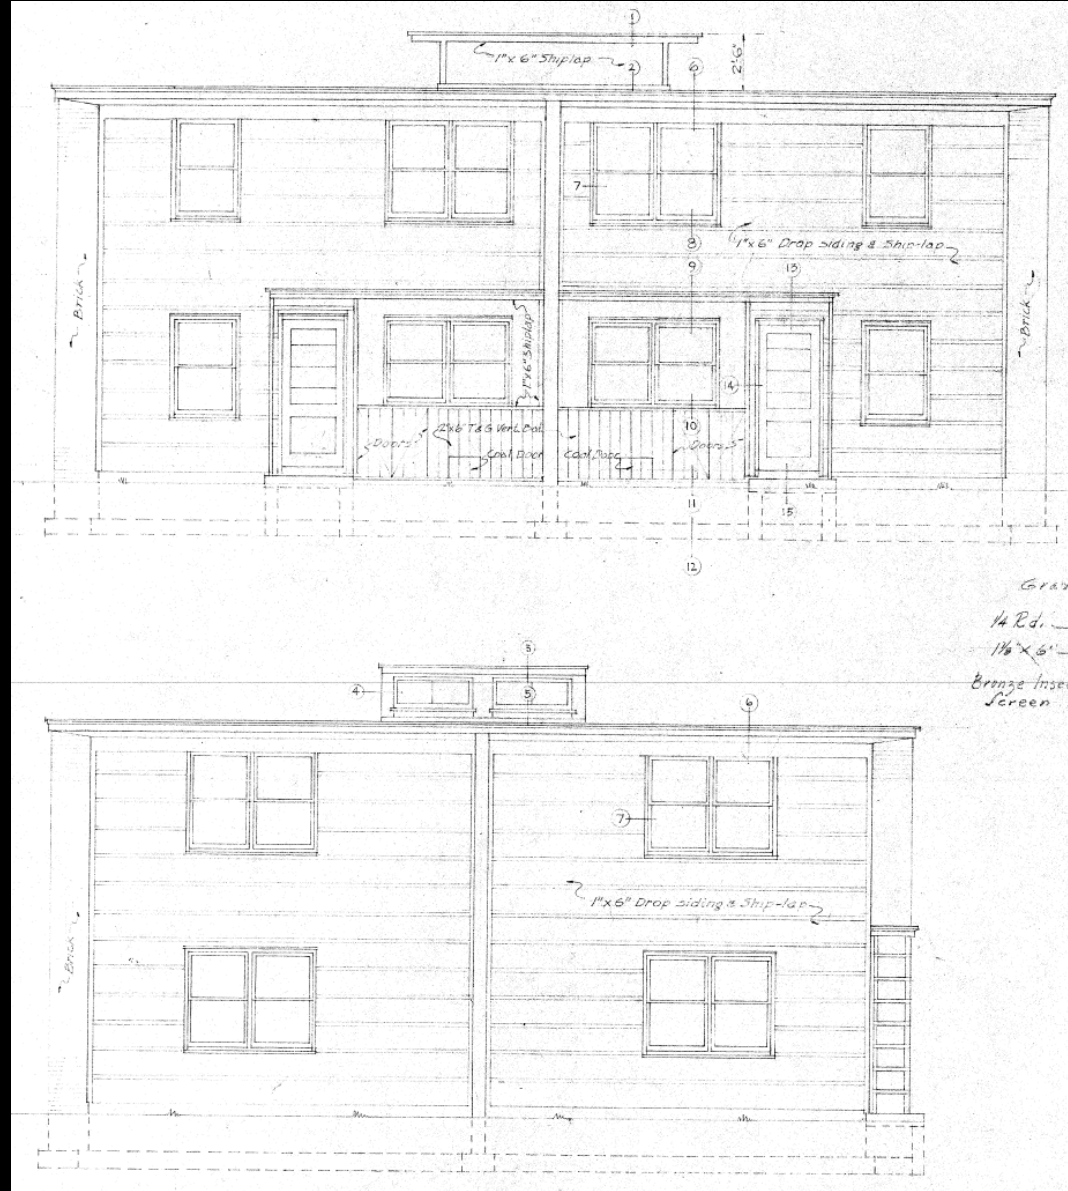 1
1"x 6" Shiplap
2
6
2'-6"
7
8
1"x 6" Drop siding & Ship-lap
9
13
Brick
Brick
1"x6" Shiplap
14
10
2"x6" T & G Vert. Bd.
Doors
Coal Door
Coal Door
Doors
11
15
12
1/4 Rd.
3
4
5
Bronze Insec
Screen
6
7
1"x6" Drop siding & Ship-lap
Brick